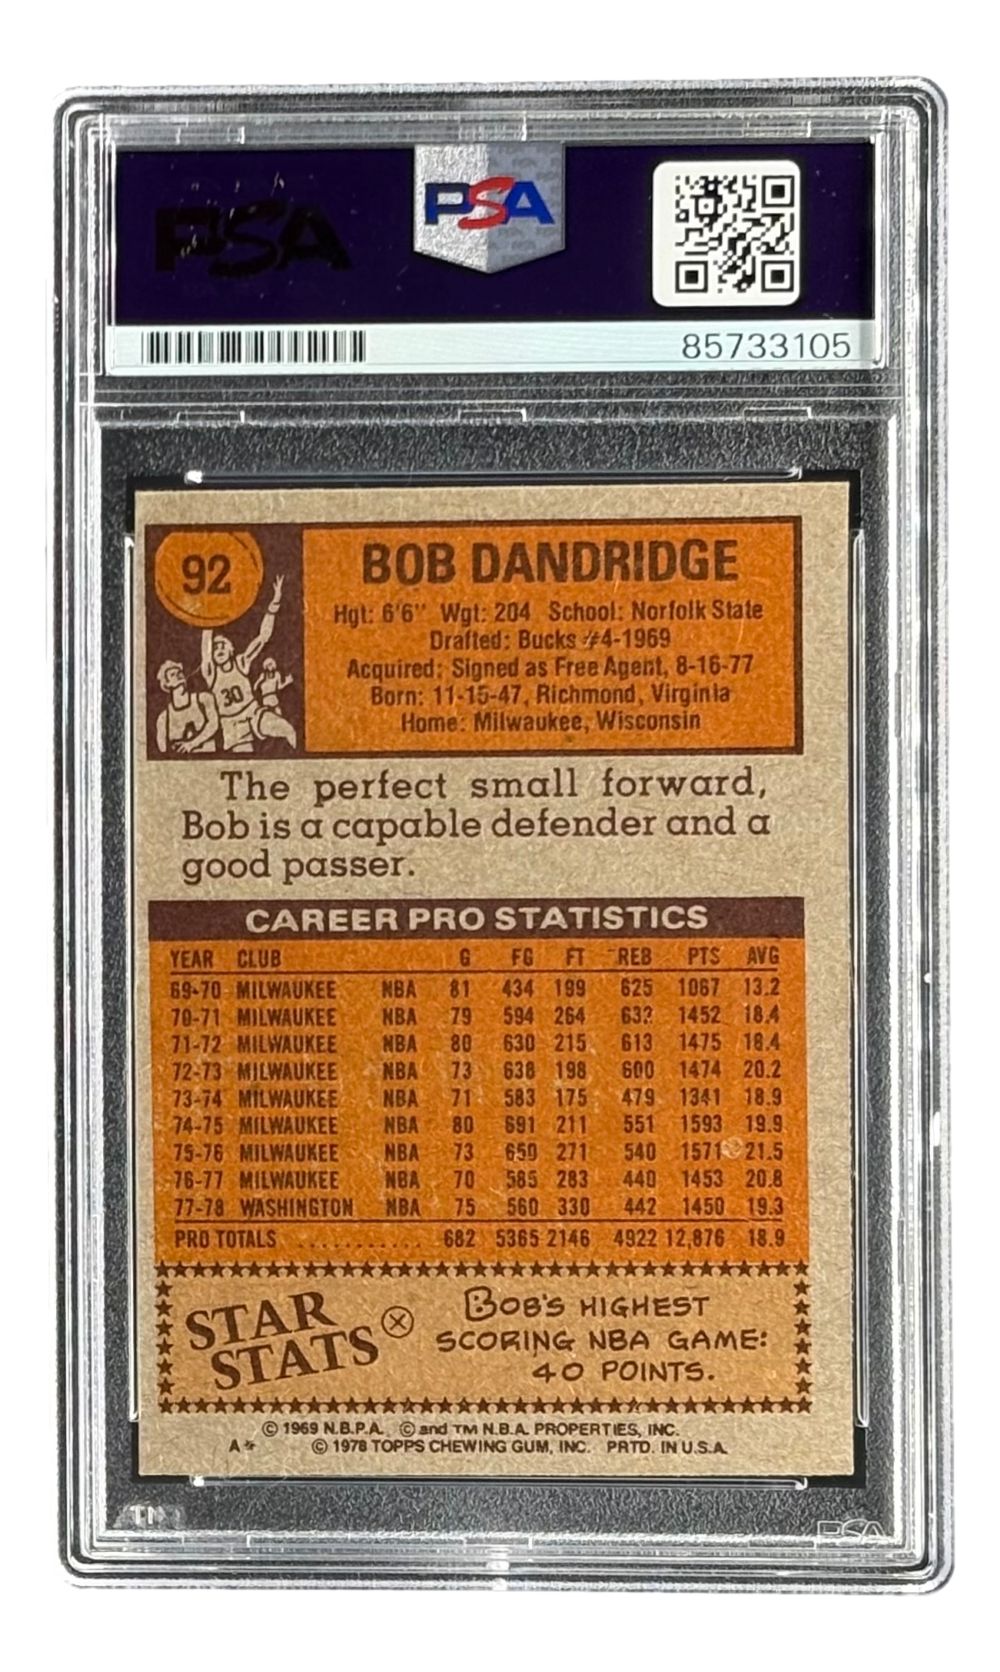 PSA
PSA
85733105
92
BOB DANDRIDGE
Hgt: 6'6" Wgt: 204 School: Norfolk State
Drafted: Bucks #4-1969
Acquired: Signed as Free Agent, 8-16-77
Born: 11-15-47, Richmond, Virginia
Home: Milwaukee, Wisconsin
30
The perfect small forward,
Bob is a capable defender and a
good passer.
CAREER PRO STATISTICS
YEAR CLUB G FG FT REB PTS AVG
69-70 MILWAUKEE NBA 81 434 199 625 1067 13.2
70-71 MILWAUKEE NBA 79 594 264 632 1452 18.4
71-72 MILWAUKEE NBA 80 630 215 613 1475 18.4
72-73 MILWAUKEE NBA 73 638 198 600 1474 20.2
73-74 MILWAUKEE NBA 71 583 175 479 1341 18.9
74-75 MILWAUKEE NBA 80 691 211 551 1593 19.9
75-76 MILWAUKEE NBA 73 650 271 540 1571 21.5
76-77 MILWAUKEE NBA 70 585 283 440 1453 20.8
77-78 WASHINGTON NBA 75 560 330 442 1450 19.3
PRO TOTALS ........... 682 5365 2146 4922 12,876 18.9
STAR
STATS
BOB'S HIGHEST
SCORING NBA GAME:
40 POINTS.
© 1969 N.B.P.A. © and TM N.B.A. PROPERTIES, INC.
A* © 1978 TOPPS CHEWING GUM, INC. PRTD. IN U.S.A.
PSA